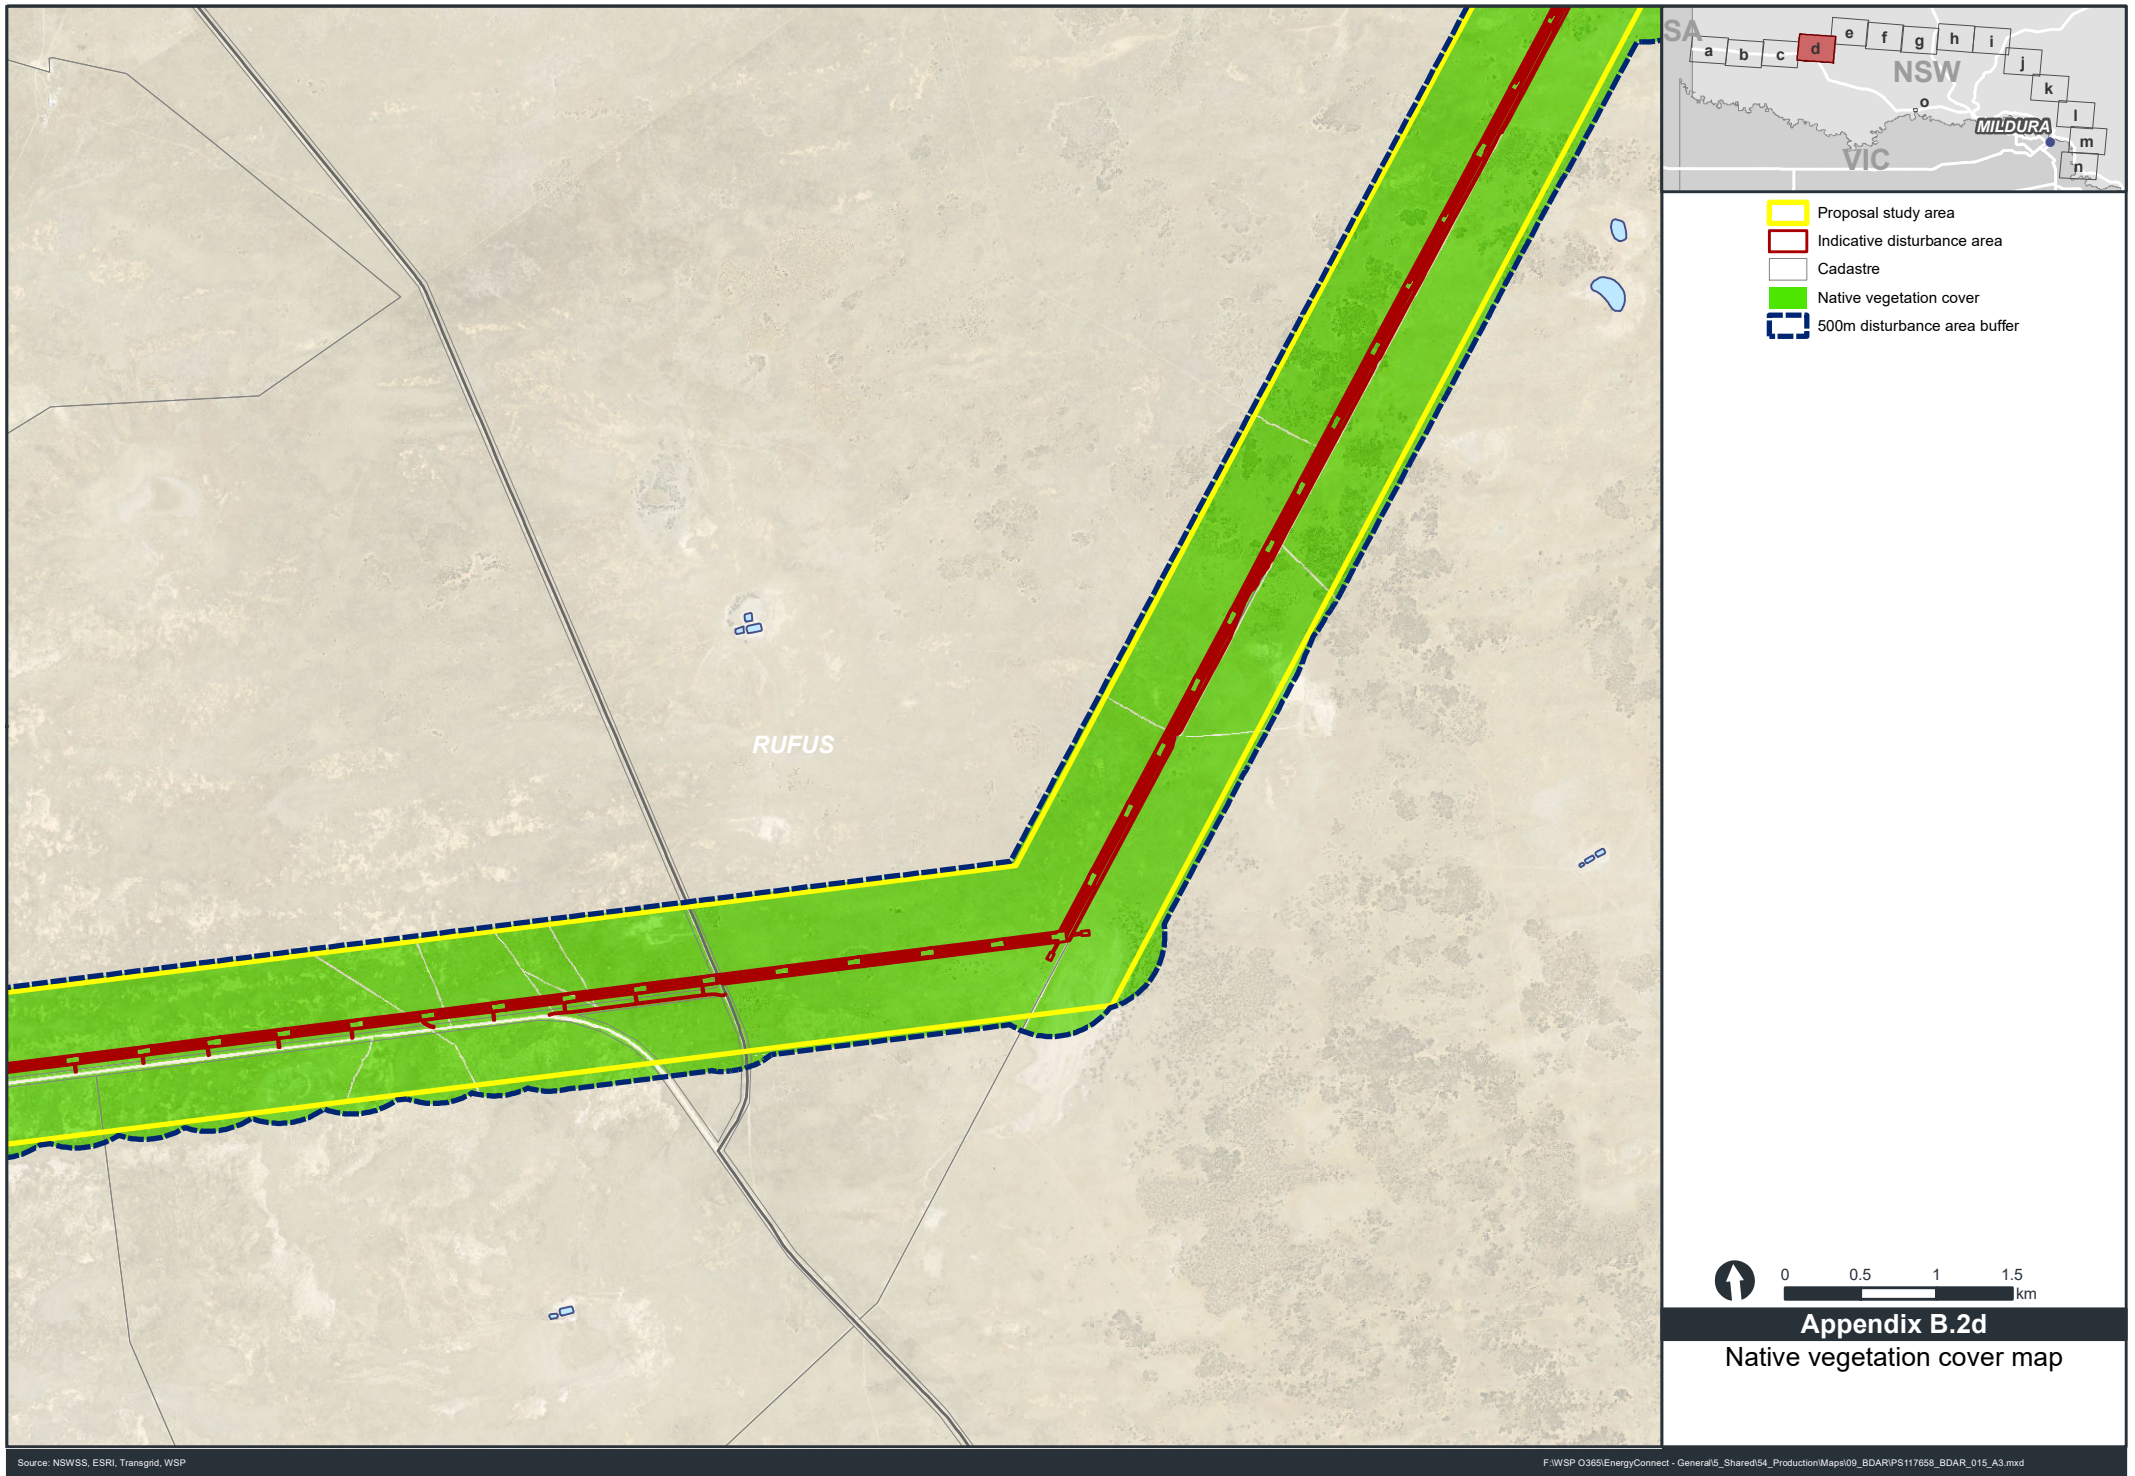 RUFUS
SA
a
b
c
d
e
f
g
h
i
j
k
l
m
n
o
NSW
MILDURA
VIC
Proposal study area
Indicative disturbance area
Cadastre
Native vegetation cover
500m disturbance area buffer
0 0.5 1 1.5
km
Appendix B.2d
Native vegetation cover map
Source: NSWSS, ESRI, Transgrid, WSP
F:\WSP O365\EnergyConnect - General\5_Shared\54_Production\Maps\09_BDAR\PS117658_BDAR_015_A3.mxd